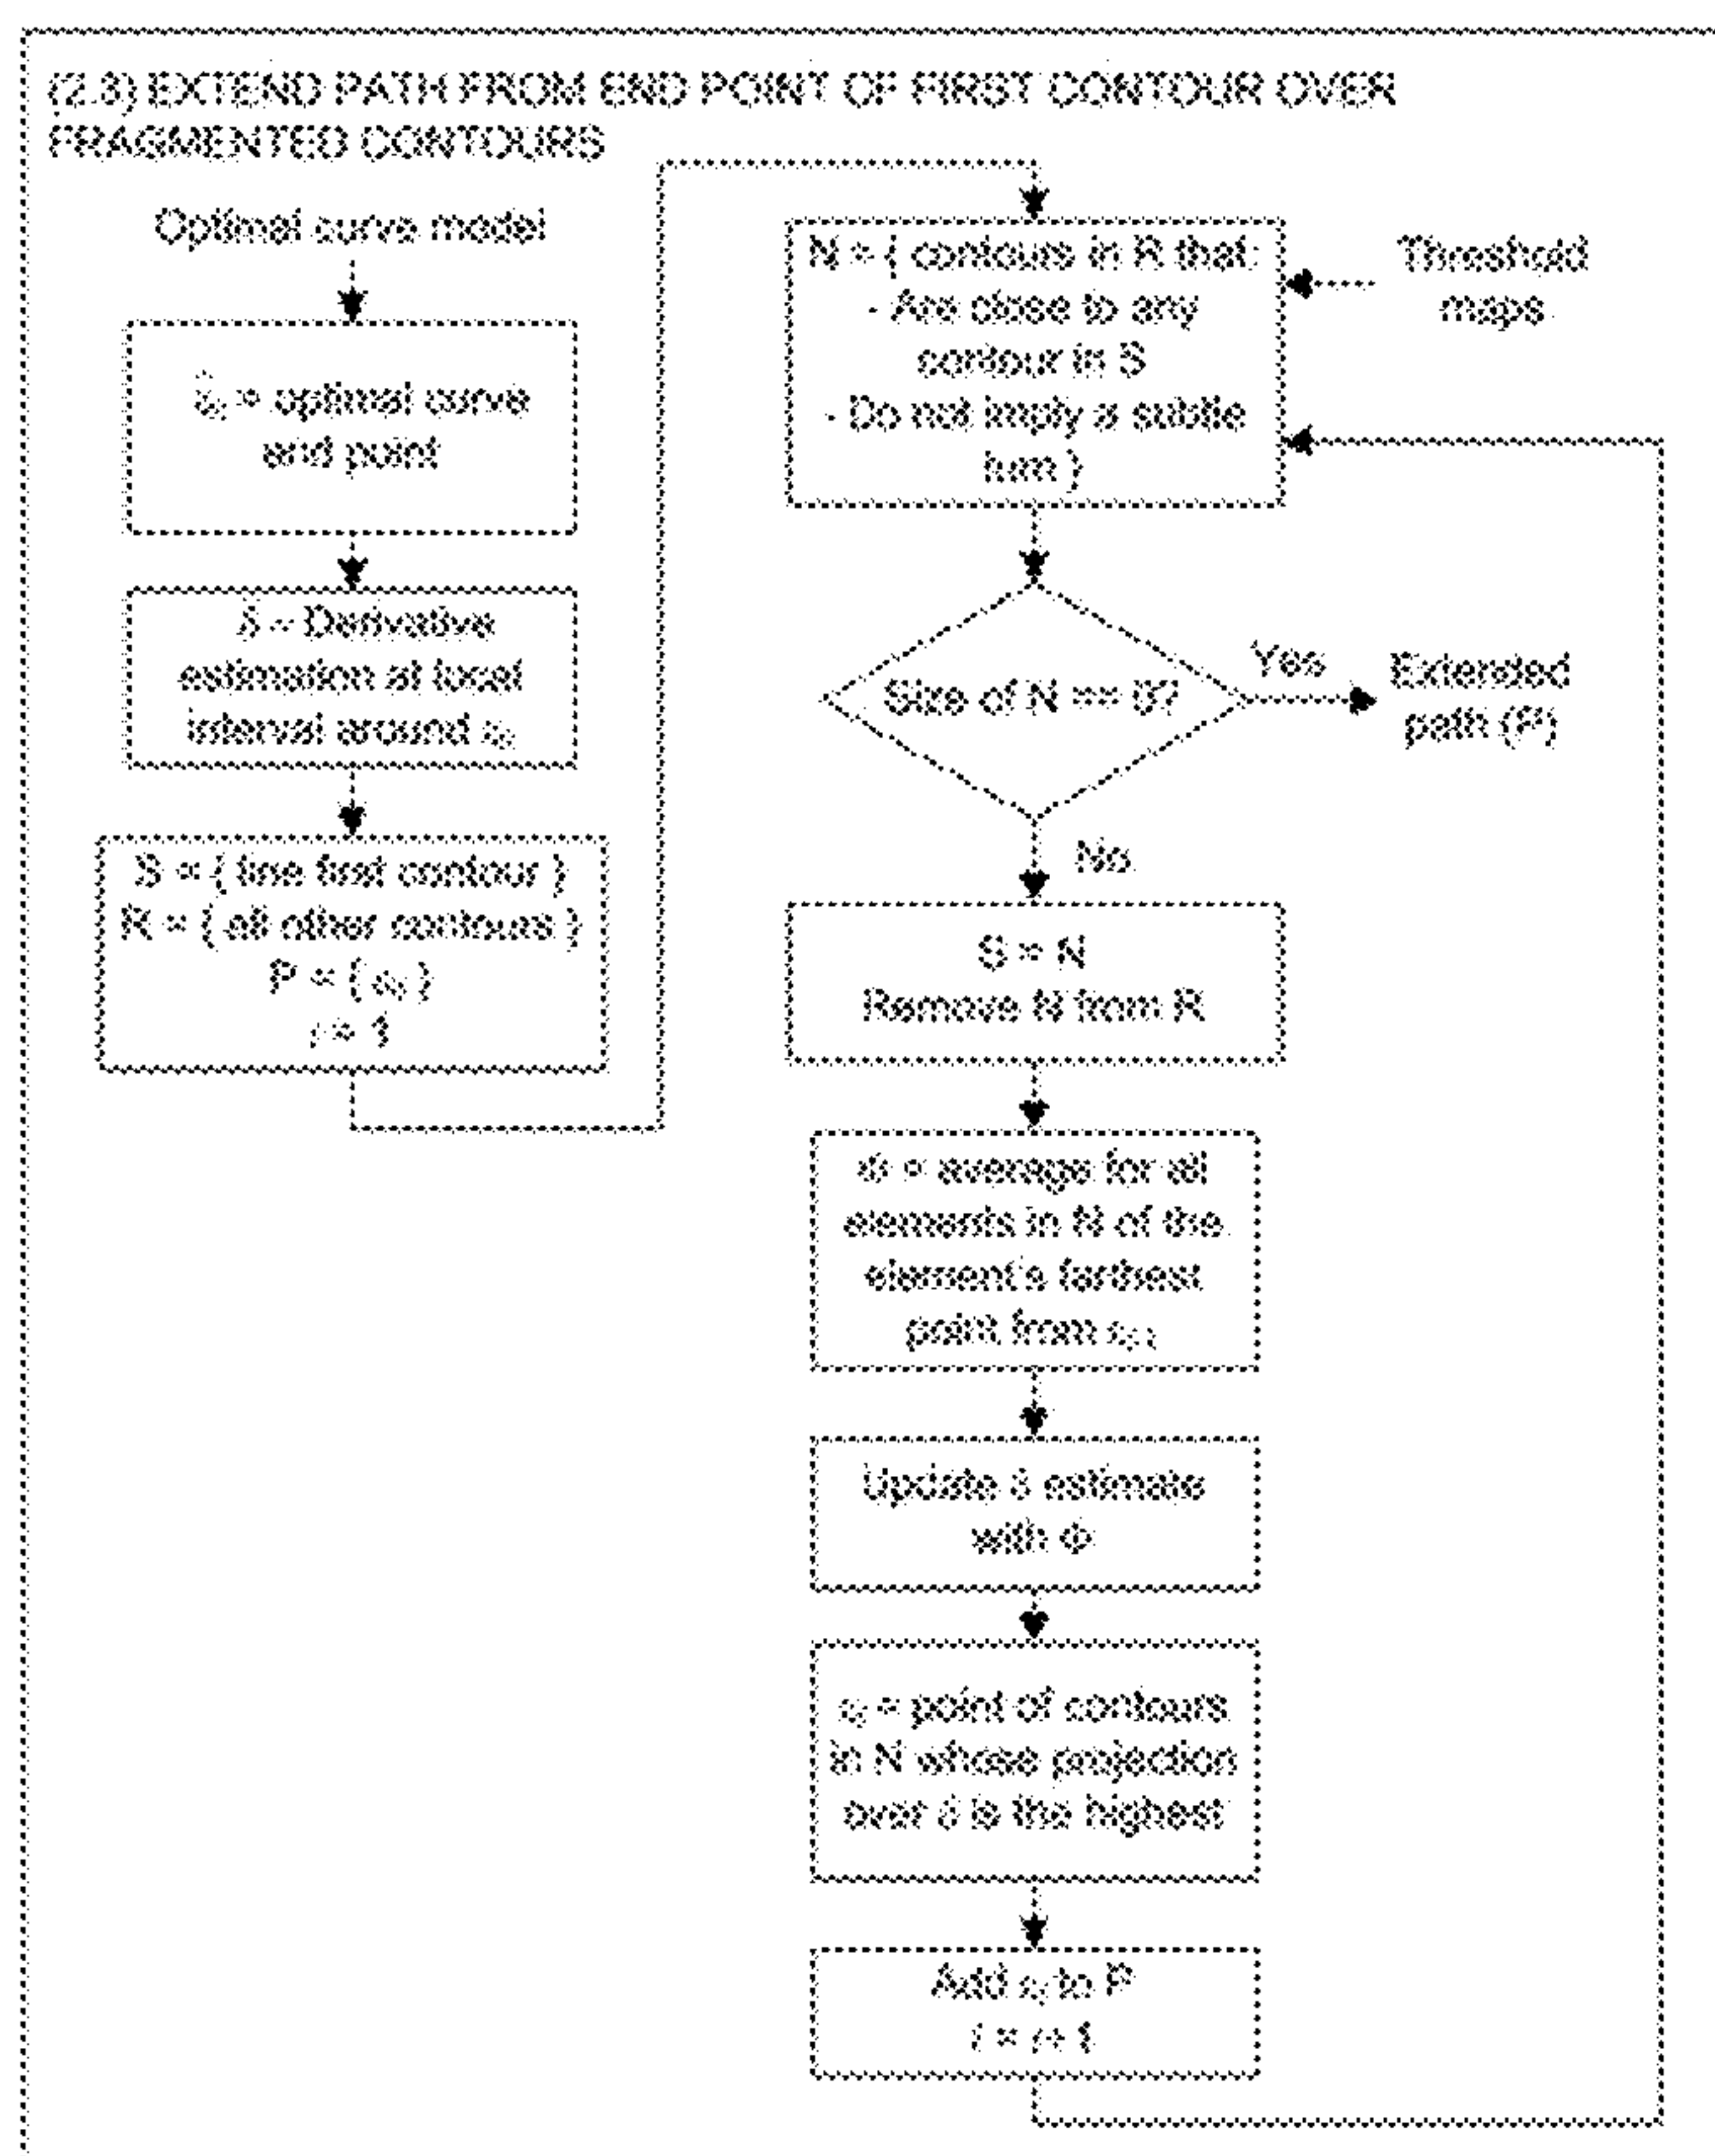 (2.3) EXTEND PATH FROM END POINT OF FIRST CONTOUR OVER
FRAGMENTED CONTOURS
Optimal curve model
= optimal curve
and point
δ = Derivative
estimation at local
interval around
S = { line first contour }
R = { all other contours }
P = { }
i = 1
N = { contours in R that:
- Are close to any
contour in S
- Do not imply a subtle
turn }
Threshold
maps
Size of N == 0?
Yes
Extended
path (P)
No
S = N
Remove N from R
Φ = average for all
elements in N of the
element's farthest
point from
Update δ estimate
with Φ
= point of contours
in N whose projection
over δ is the highest
Add to P
i = i+1